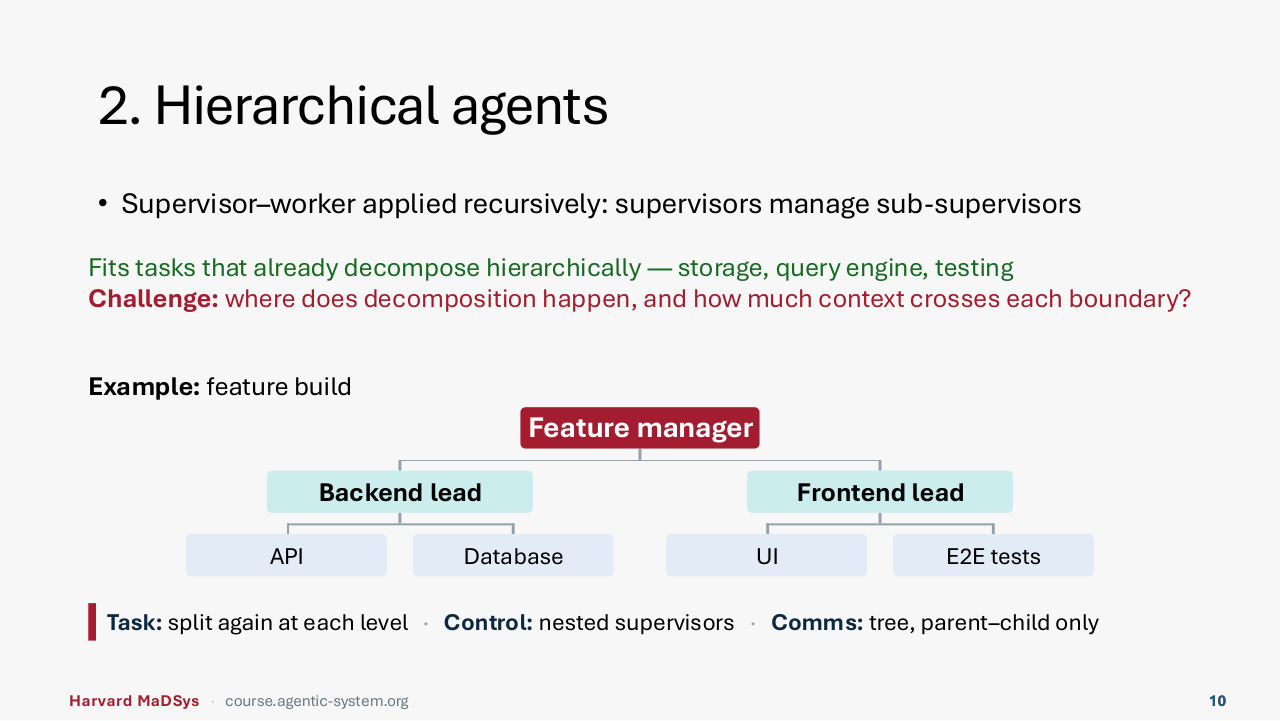 2. Hierarchical agents
• Supervisor–worker applied recursively: supervisors manage sub-supervisors
Fits tasks that already decompose hierarchically — storage, query engine, testing
Challenge: where does decomposition happen, and how much context crosses each boundary?
Example: feature build
Feature manager
Backend lead
Frontend lead
API
Database
UI
E2E tests
Task: split again at each level · Control: nested supervisors · Comms: tree, parent–child only
Harvard MaDSys · course.agentic-system.org
10